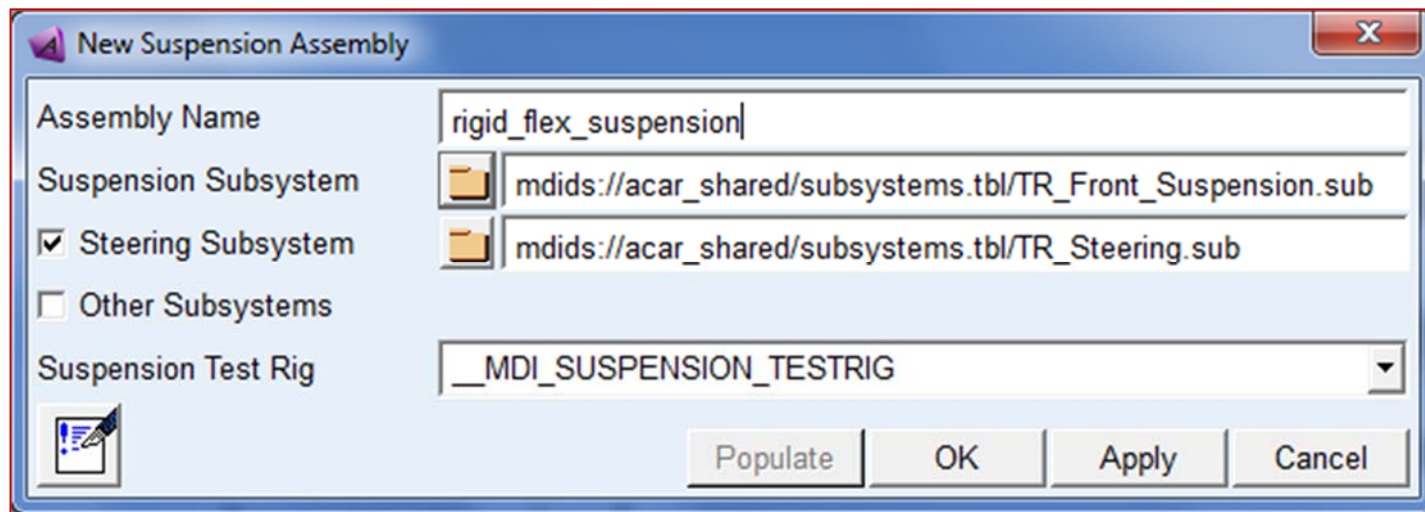 New Suspension Assembly
Assembly Name rigid_flex_suspension
Suspension Subsystem mdids://acar_shared/subsystems.tbl/TR_Front_Suspension.sub
Steering Subsystem mdids://acar_shared/subsystems.tbl/TR_Steering.sub
Other Subsystems
Suspension Test Rig __MDI_SUSPENSION_TESTRIG
Populate OK Apply Cancel